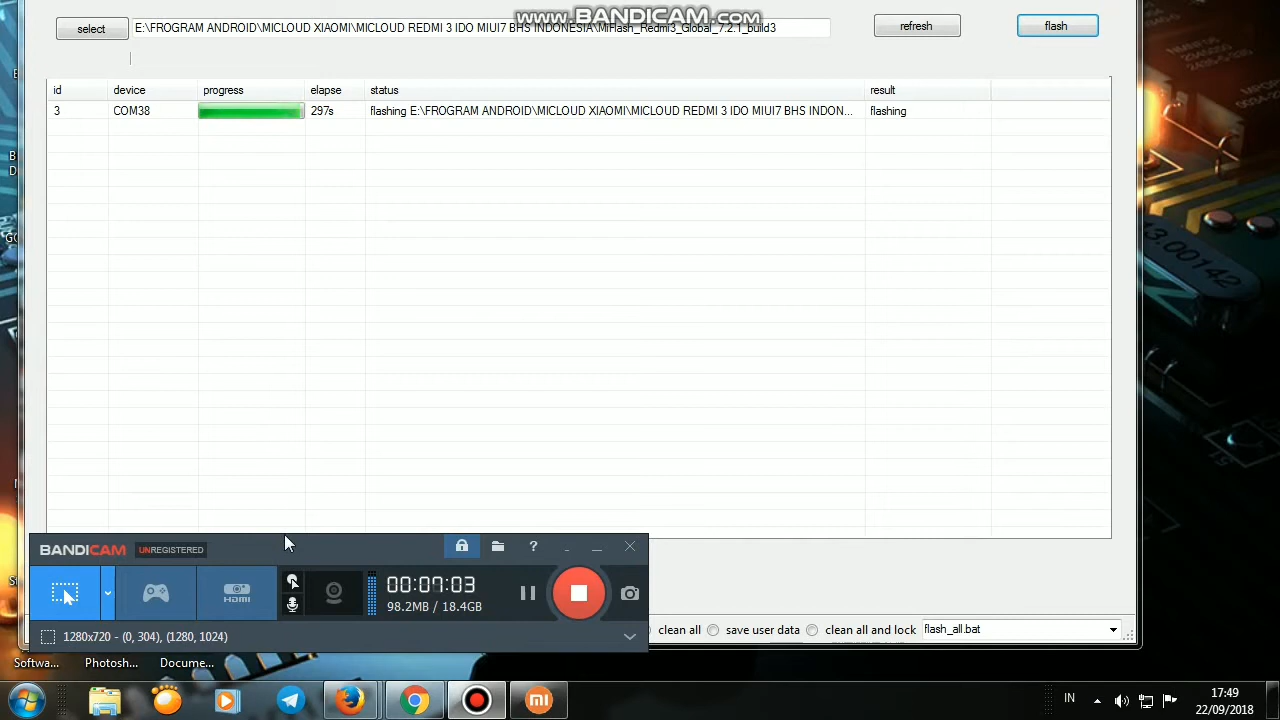 www.BANDICAM.com
select
E:\FROGRAM ANDROID\MICLOUD XIAOMI\MICLOUD REDMI 3 IDO MIUI7 BHS INDONESIA\MiFlash_Redmi3_Global_7.2.1_build3
refresh
flash
id device progress elapse status result
3 COM38 297s flashing E:\FROGRAM ANDROID\MICLOUD XIAOMI\MICLOUD REDMI 3 IDO MIUI7 BHS INDON... flashing
13.00142
BANDICAM UNREGISTERED
HDMI
00:07:03
98.2MB / 18.4GB
1280x720 - (0, 304), (1280, 1024)
clean all save user data clean all and lock flash_all.bat
Softwa... Photosh... Docume...
IN
17:49
22/09/2018